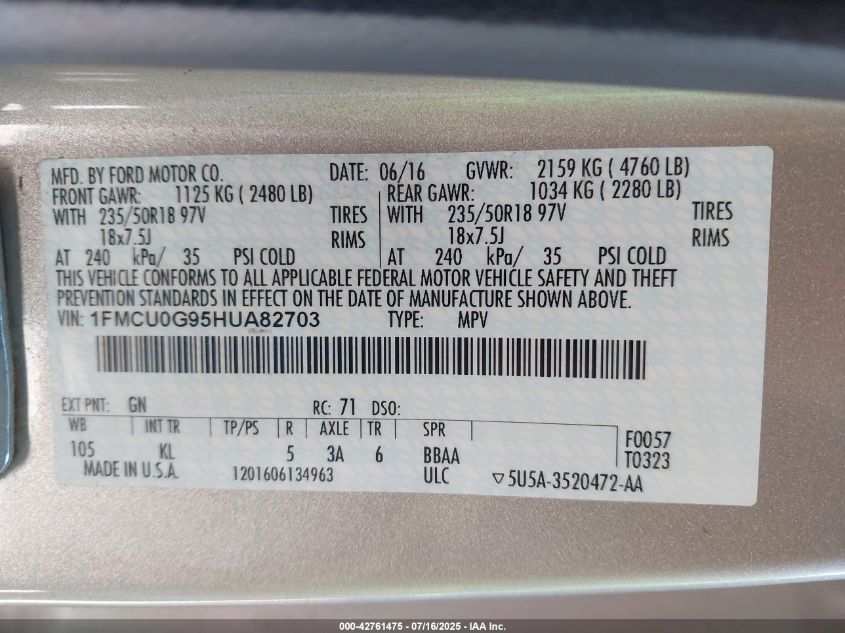 MFD. BY FORD MOTOR CO. DATE: 06/16 GVWR: 2159 KG ( 4760 LB)
FRONT GAWR: 1125 KG ( 2480 LB) REAR GAWR: 1034 KG ( 2280 LB)
WITH 235/50R18 97V TIRES WITH 235/50R18 97V TIRES
18x7.5J RIMS 18x7.5J RIMS
AT 240 kPa/ 35 PSI COLD AT 240 kPa/ 35 PSI COLD
THIS VEHICLE CONFORMS TO ALL APPLICABLE FEDERAL MOTOR VEHICLE SAFETY AND THEFT
PREVENTION STANDARDS IN EFFECT ON THE DATE OF MANUFACTURE SHOWN ABOVE.
VIN: 1FMCU0G95HUA82703 TYPE: MPV
EXT PNT: GN RC: 71 DSO:
WB INT TR TP/PS R AXLE TR SPR
105 KL 5 3A 6 BBAA
F0057
T0323
MADE IN U.S.A. 1201606134963 ULC ▽5U5A-3520472-AA
000-42761475 - 07/16/2025 - IAA Inc.